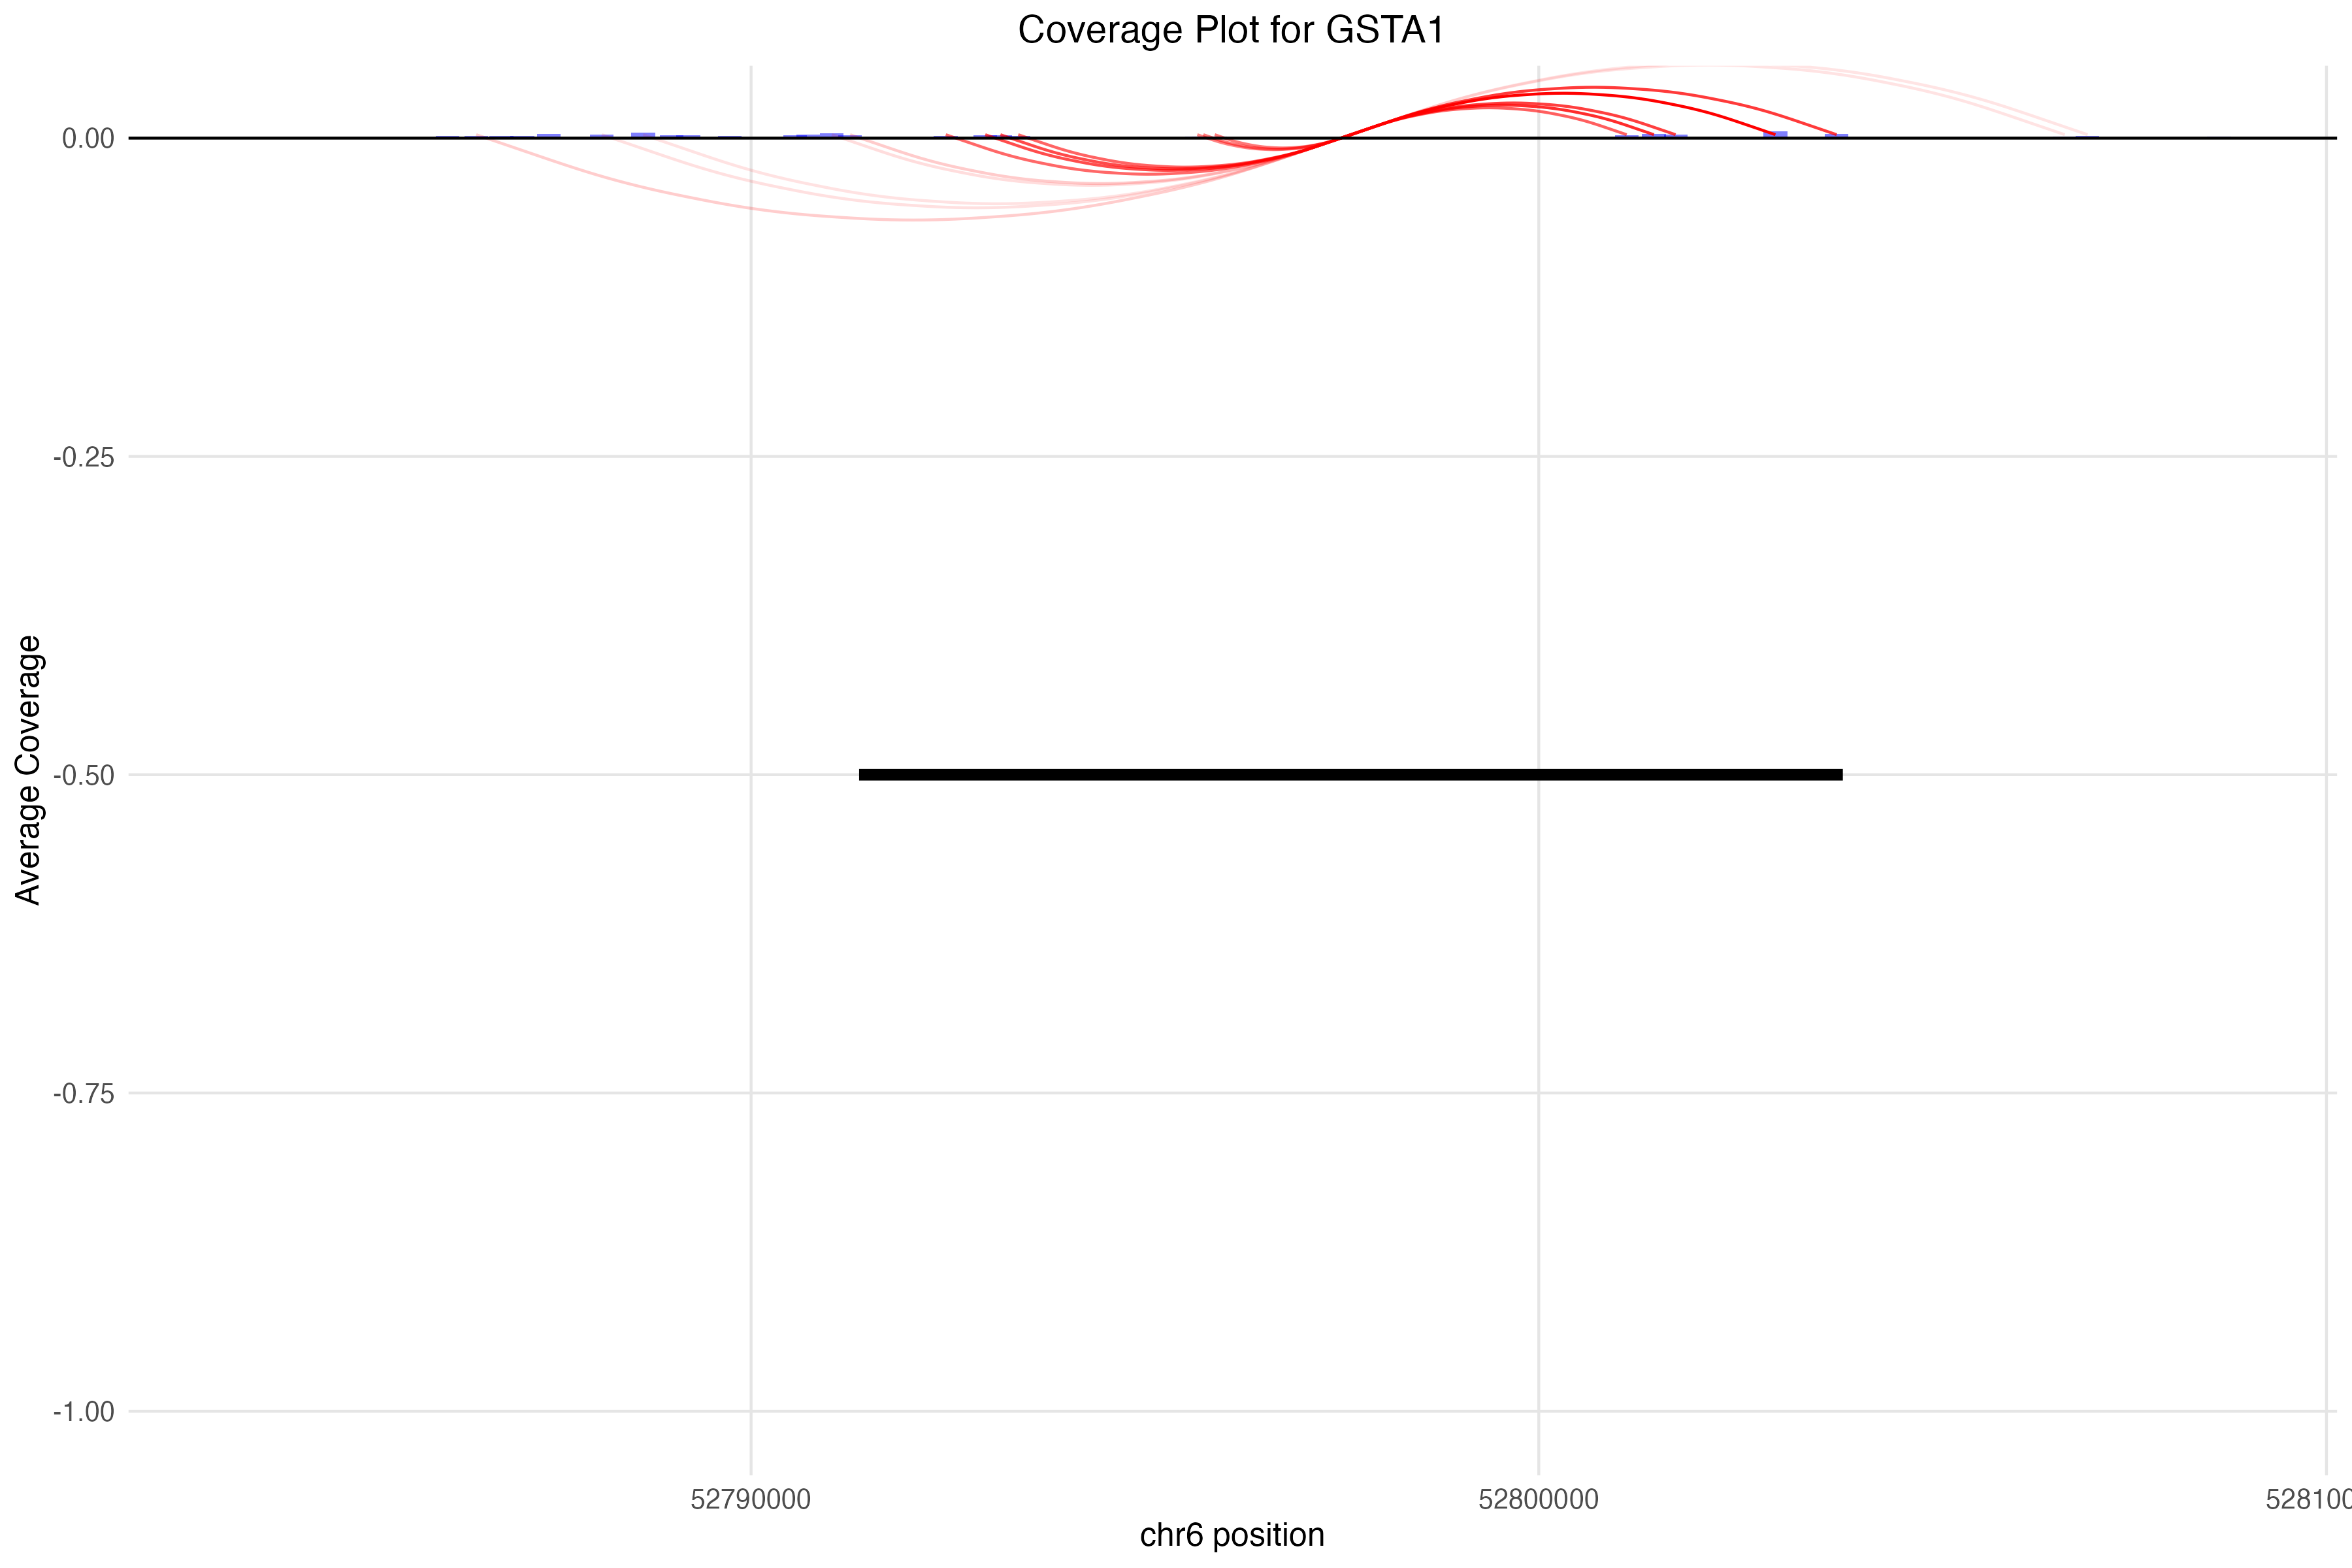 Coverage Plot for GSTA1
Average Coverage
0.00
-0.25
-0.50
-0.75
-1.00
52790000
52800000
528100
chr6 position